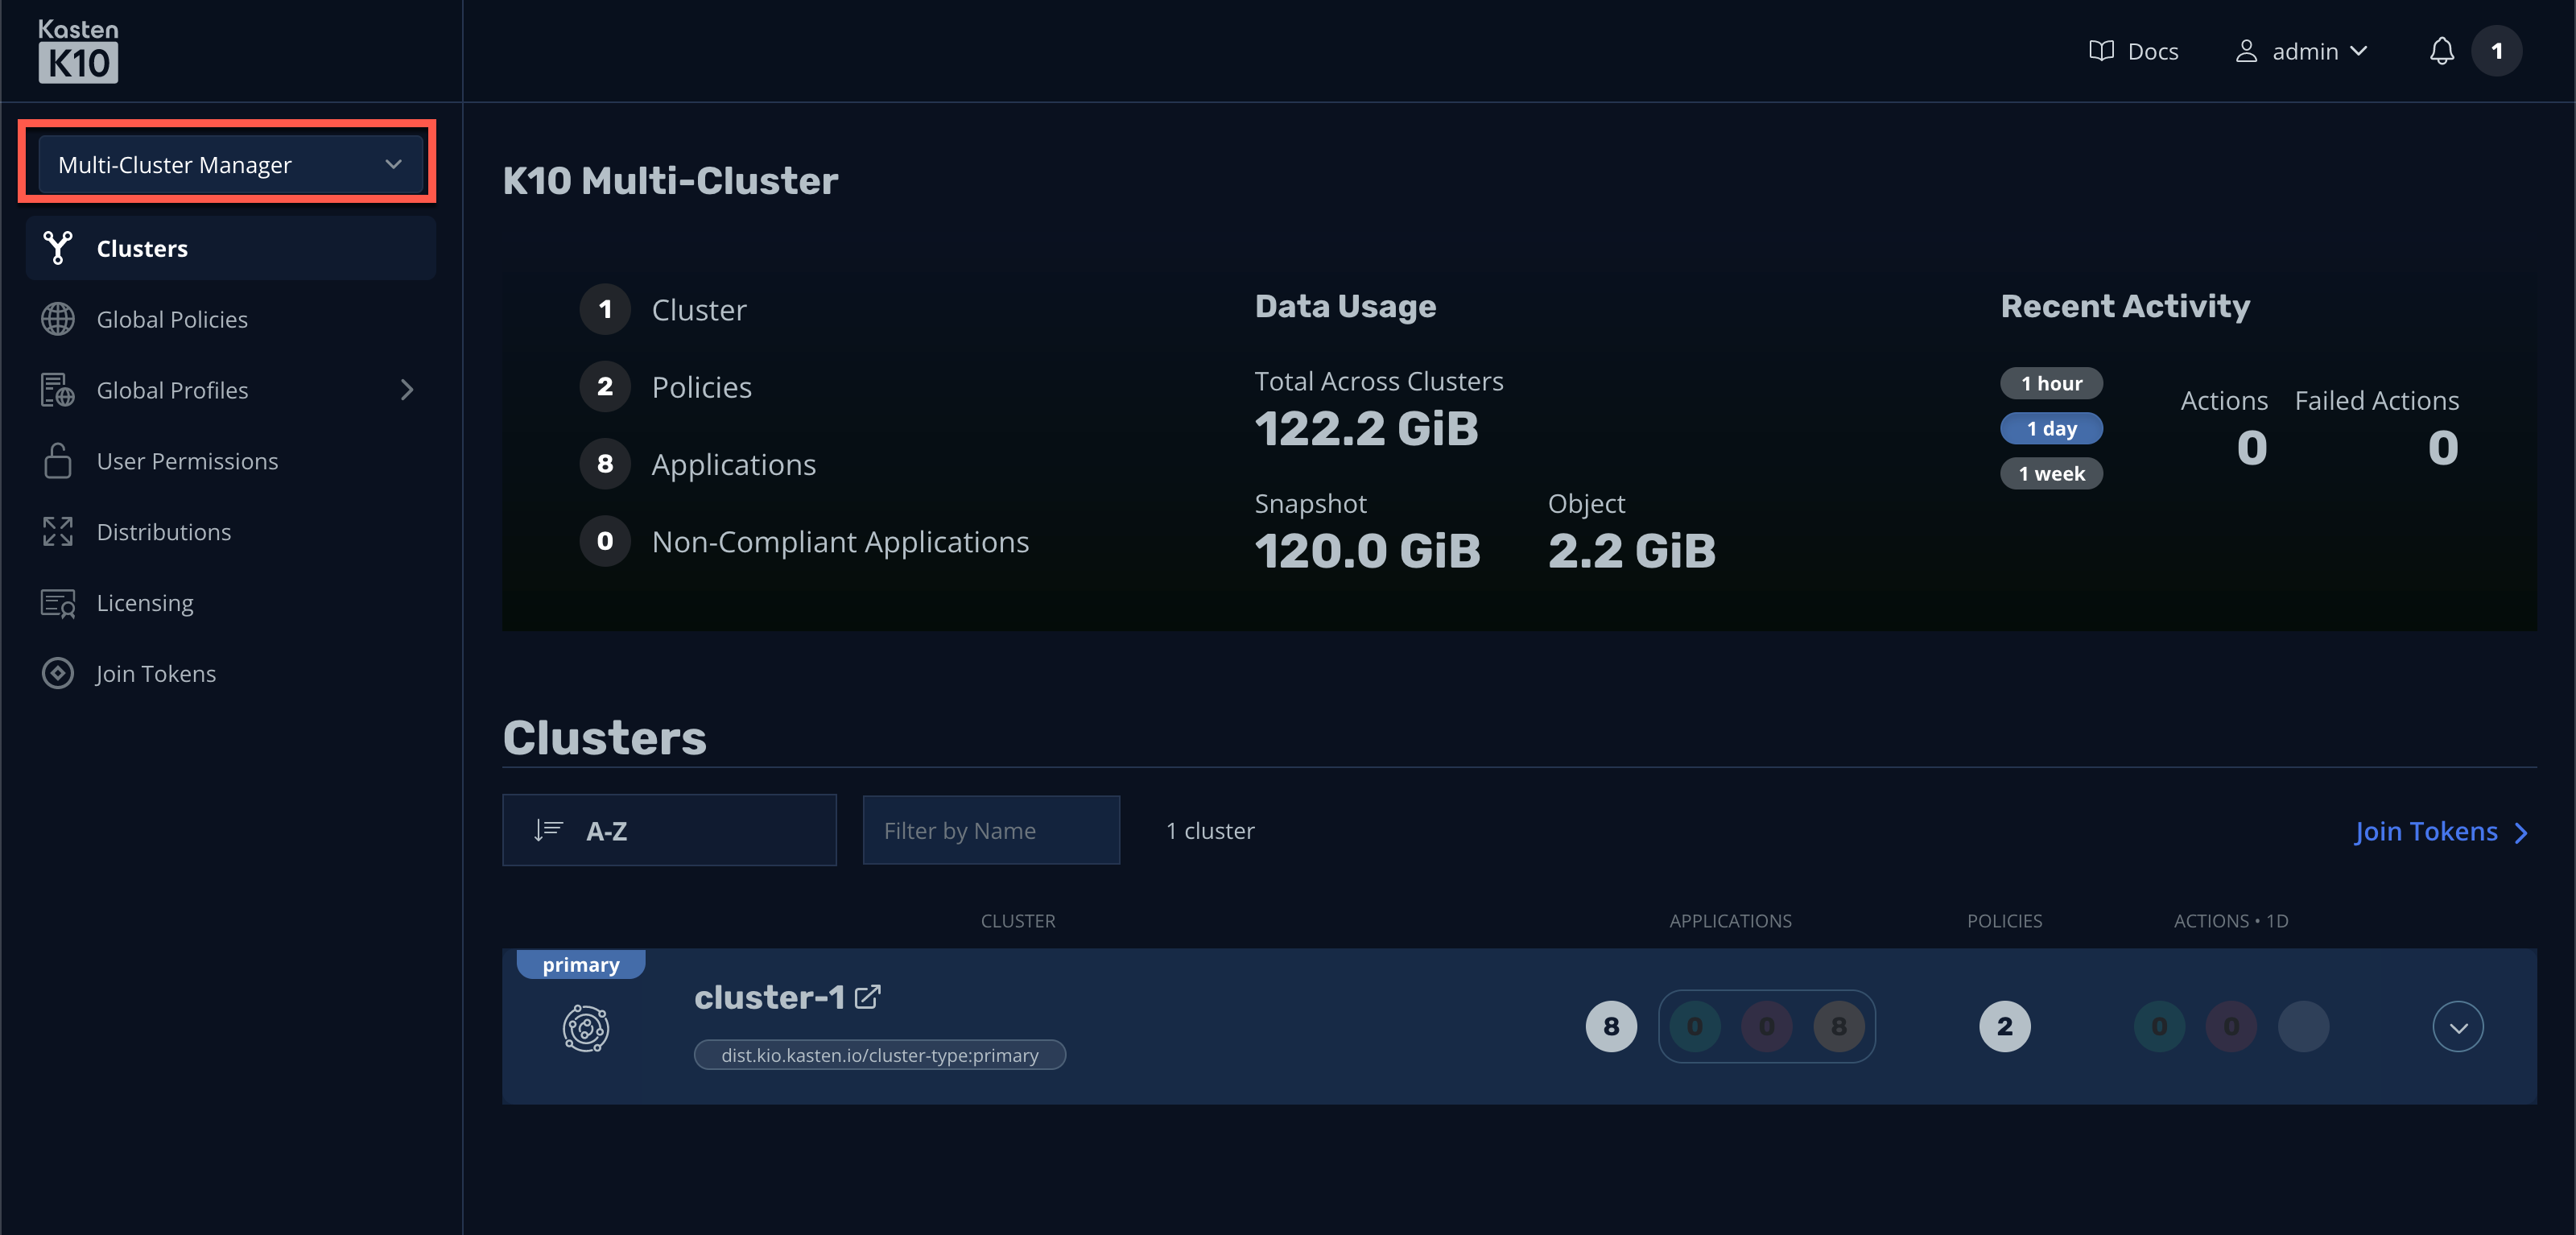 Kasten
K10
Docs
admin
1
Multi-Cluster Manager
Clusters
Global Policies
Global Profiles
User Permissions
Distributions
Licensing
Join Tokens
K10 Multi-Cluster
1 Cluster
2 Policies
8 Applications
0 Non-Compliant Applications
Data Usage
Total Across Clusters
122.2 GiB
Snapshot Object
120.0 GiB 2.2 GiB
Recent Activity
1 hour
1 day
1 week
Actions Failed Actions
0 0
Clusters
A-Z
Filter by Name
1 cluster
Join Tokens
CLUSTER APPLICATIONS POLICIES ACTIONS • 1D
primary
cluster-1
dist.kio.kasten.io/cluster-type:primary
8 0 0 8 2 0 0